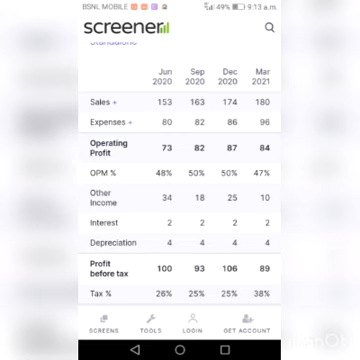 BSNL MOBILE 49% 9:13 a.m.
screener
Standalone
Jun 2020 Sep 2020 Dec 2020 Mar 2021
Sales + 153 163 174 180
Expenses + 80 82 86 96
Operating Profit 73 82 87 84
OPM % 48% 50% 50% 47%
Other Income 34 18 25 10
Interest 2 2 2 2
Depreciation 4 4 4 4
Profit before tax 100 93 106 89
Tax % 26% 25% 25% 38%
SCREENS TOOLS LOGIN GET ACCOUNT